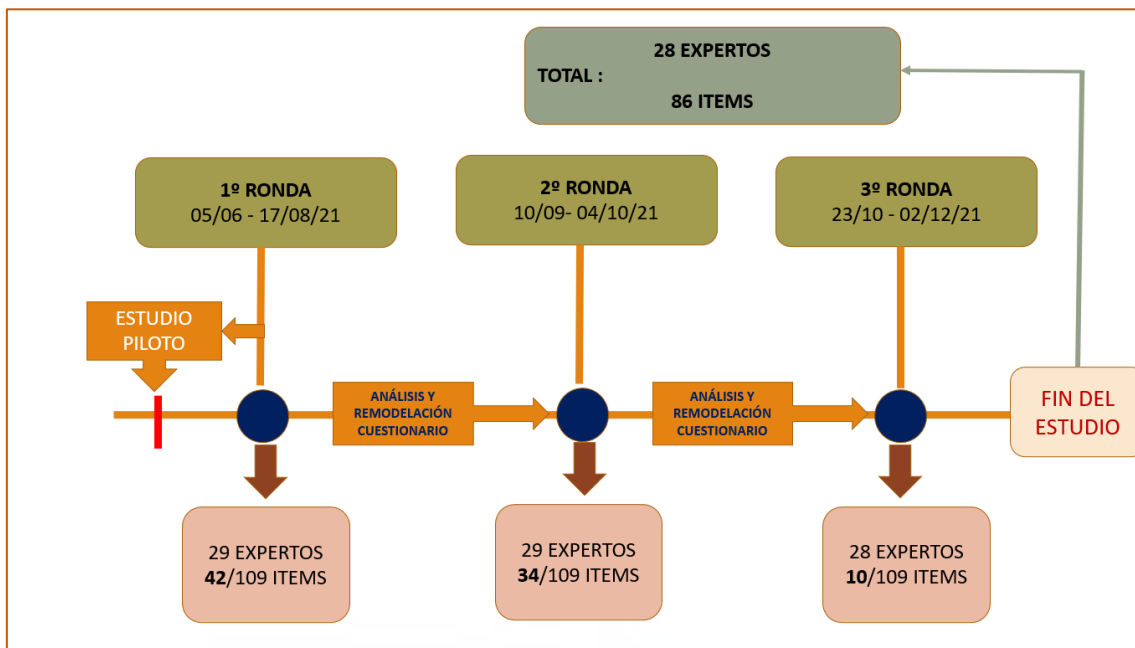 28 EXPERTOS
TOTAL :
86 ITEMS
1º RONDA
05/06 - 17/08/21
2º RONDA
10/09- 04/10/21
3º RONDA
23/10 - 02/12/21
ESTUDIO
PILOTO
ANÁLISIS Y
REMODELACIÓN
CUESTIONARIO
ANÁLISIS Y
REMODELACIÓN
CUESTIONARIO
FIN DEL
ESTUDIO
29 EXPERTOS
42/109 ITEMS
29 EXPERTOS
34/109 ITEMS
28 EXPERTOS
10/109 ITEMS